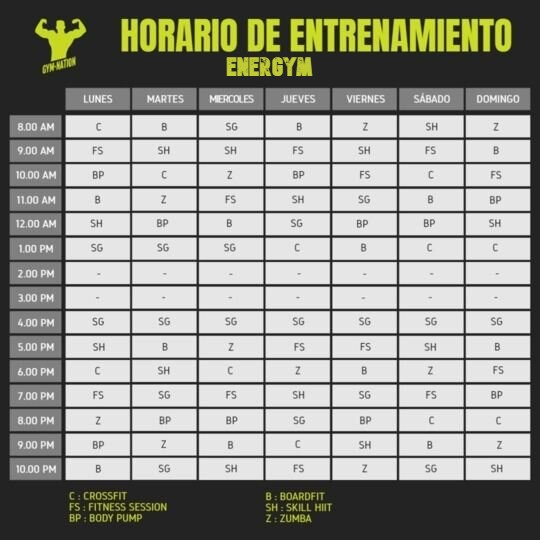 HORARIO DE ENTRENAMIENTO
GYM-NATION
ENERGYM
LUNES MARTES MIERCOLES JUEVES VIERNES SÁBADO DOMINGO
8.00 AM C B SG B Z SH Z
9.00 AM FS SH SH FS SH FS B
10.00 AM BP C Z BP FS C FS
11.00 AM B Z FS SH SG B BP
12.00 AM SH BP B SG BP BP SH
1.00 PM SG SG SG C B C C
2.00 PM - - - - - - -
3.00 PM - - - - - - -
4.00 PM SG SG SG SG SG SG SG
5.00 PM SH B Z FS FS SH B
6.00 PM C SH C Z B Z FS
7.00 PM FS SG FS SH SG FS BP
8.00 PM Z BP BP SG BP C C
9.00 PM BP Z B C SH B Z
10.00 PM B SG SH FS Z SG SH
C : CROSSFIT B : BOARDFIT
FS : FITNESS SESSION SH : SKILL HIIT
BP : BODY PUMP Z : ZUMBA